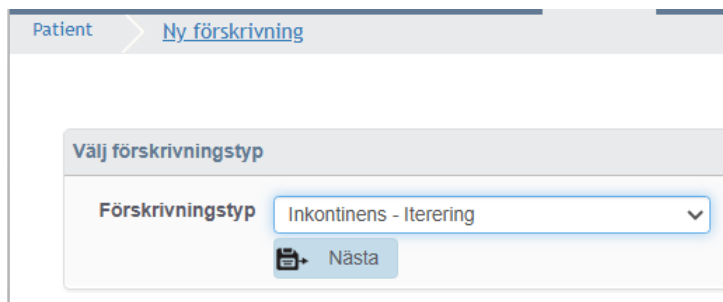 Patient Ny förskrivning
Välj förskrivningstyp
Förskrivningstyp Inkontinens - Iterering
Nästa